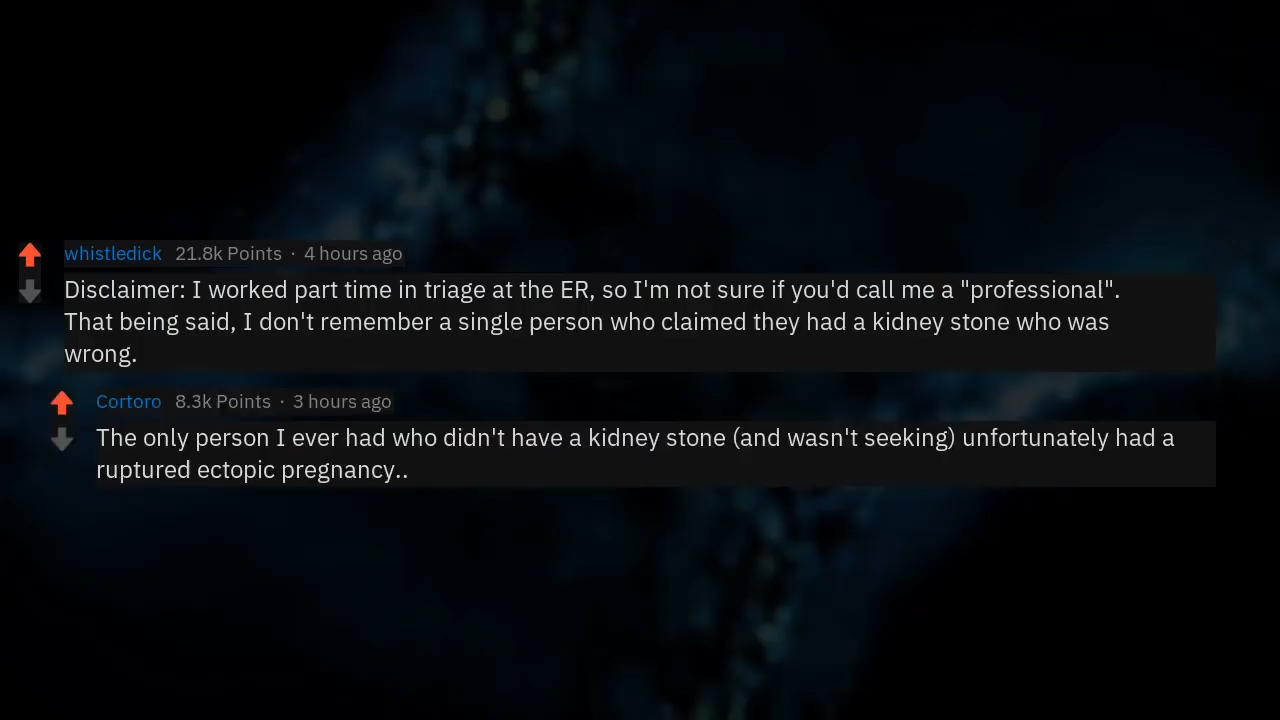 whistledick 21.8k Points · 4 hours ago
Disclaimer: I worked part time in triage at the ER, so I'm not sure if you'd call me a "professional".
That being said, I don't remember a single person who claimed they had a kidney stone who was
wrong.
Cortoro 8.3k Points · 3 hours ago
The only person I ever had who didn't have a kidney stone (and wasn't seeking) unfortunately had a
ruptured ectopic pregnancy..